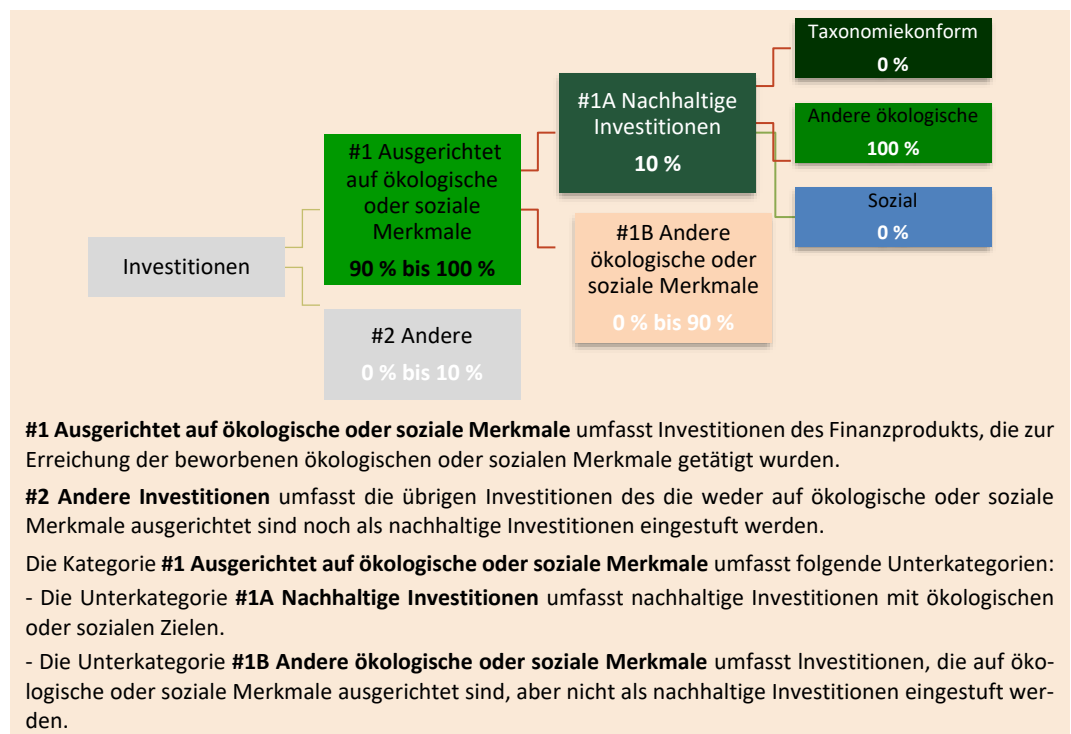 Investitionen
#1 Ausgerichtet
auf ökologische
oder soziale
Merkmale
90 % bis 100 %
#2 Andere
0 % bis 10 %
#1A Nachhaltige
Investitionen
10 %
#1B Andere
ökologische oder
soziale Merkmale
0 % bis 90 %
Taxonomiekonform
0 %
Andere ökologische
100 %
Sozial
0 %
#1 Ausgerichtet auf ökologische oder soziale Merkmale umfasst Investitionen des Finanzprodukts, die zur
Erreichung der beworbenen ökologischen oder sozialen Merkmale getätigt wurden.
#2 Andere Investitionen umfasst die übrigen Investitionen des die weder auf ökologische oder soziale
Merkmale ausgerichtet sind noch als nachhaltige Investitionen eingestuft werden.
Die Kategorie #1 Ausgerichtet auf ökologische oder soziale Merkmale umfasst folgende Unterkategorien:
- Die Unterkategorie #1A Nachhaltige Investitionen umfasst nachhaltige Investitionen mit ökologischen
oder sozialen Zielen.
- Die Unterkategorie #1B Andere ökologische oder soziale Merkmale umfasst Investitionen, die auf öko-
logische oder soziale Merkmale ausgerichtet sind, aber nicht als nachhaltige Investitionen eingestuft wer-
den.